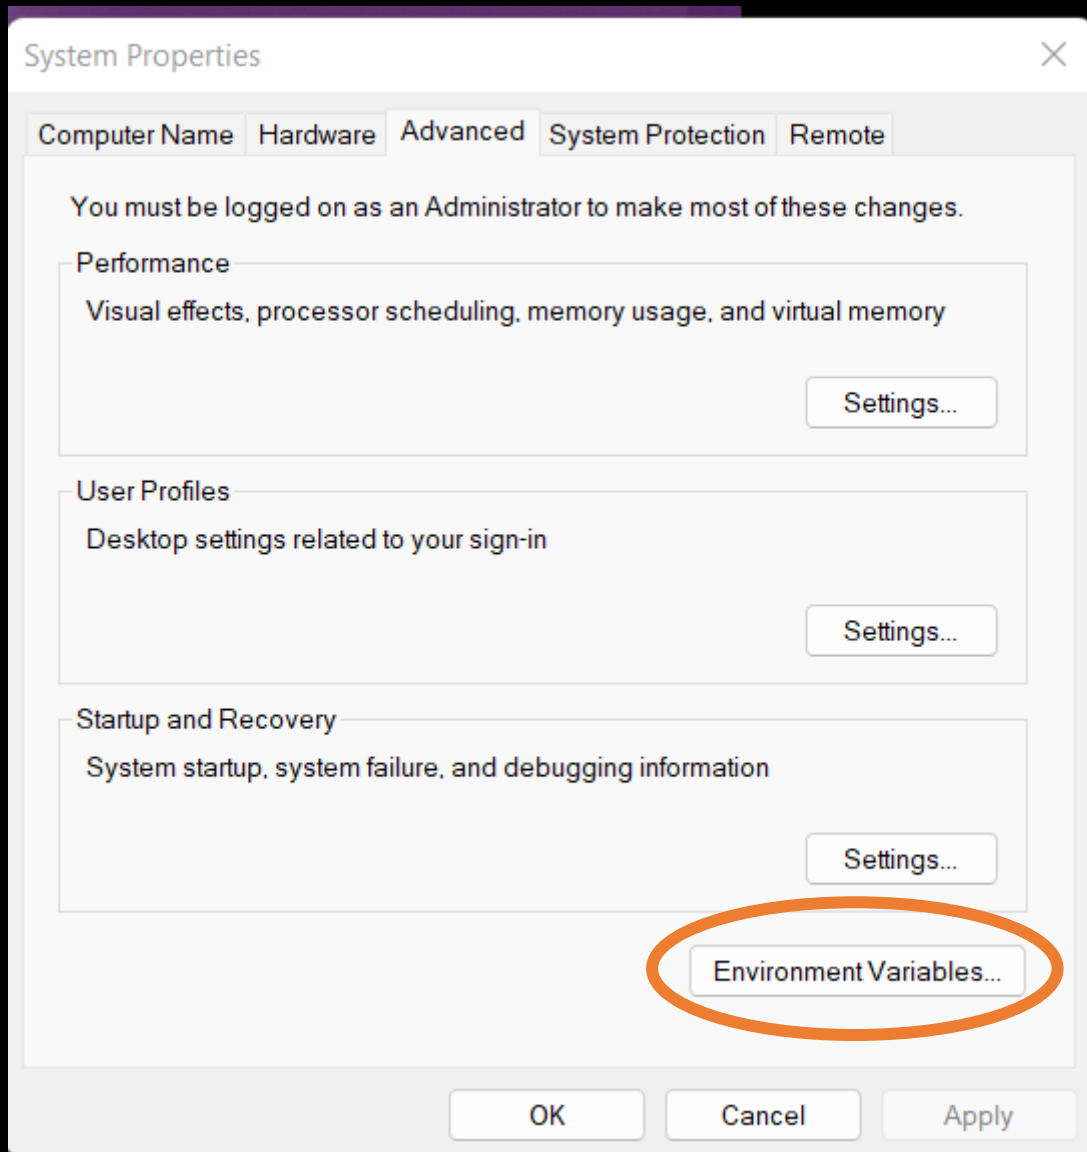 System Properties
Computer Name Hardware Advanced System Protection Remote
You must be logged on as an Administrator to make most of these changes.
Performance
Visual effects, processor scheduling, memory usage, and virtual memory
Settings...
User Profiles
Desktop settings related to your sign-in
Settings...
Startup and Recovery
System startup, system failure, and debugging information
Settings...
Environment Variables...
OK Cancel Apply